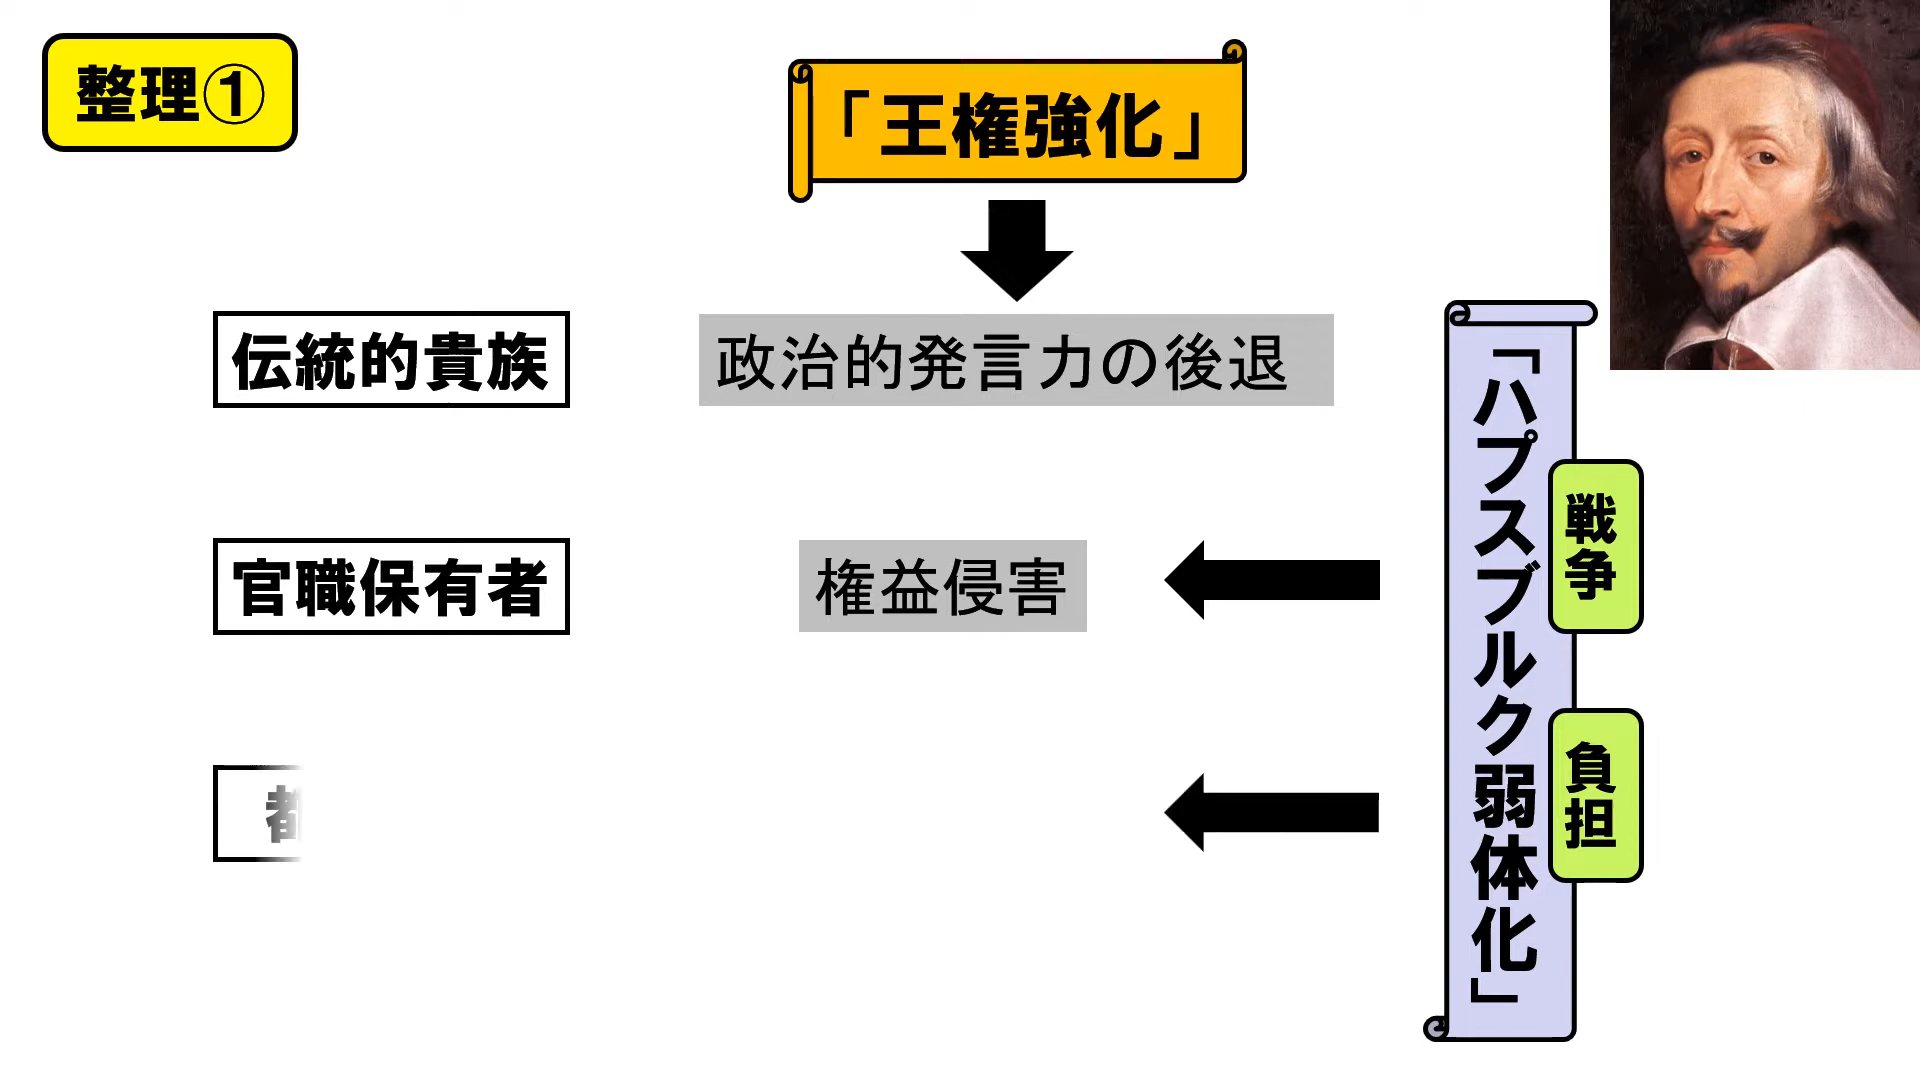 整理①
「王権強化」
伝統的貴族
政治的発言力の後退
官職保有者
権益侵害
都
「ハプスブルク弱体化」
戦争
負担